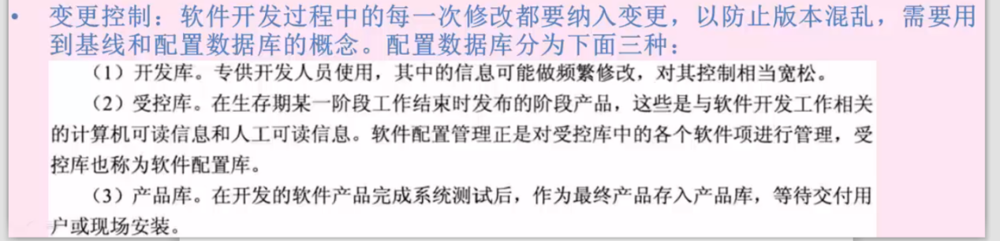 • 变更控制：软件开发过程中的每一次修改都要纳入变更，以防止版本混乱，需要用
到基线和配置数据库的概念。配置数据库分为下面三种：
（1）开发库。专供开发人员使用，其中的信息可能做频繁修改，对其控制相当宽松。
（2）受控库。在生存期某一阶段工作结束时发布的阶段产品，这些是与软件开发工作相关
的计算机可读信息和人工可读信息。软件配置管理正是对受控库中的各个软件项进行管理，受
控库也称为软件配置库。
（3）产品库。在开发的软件产品完成系统测试后，作为最终产品存入产品库，等待交付用
户或现场安装。